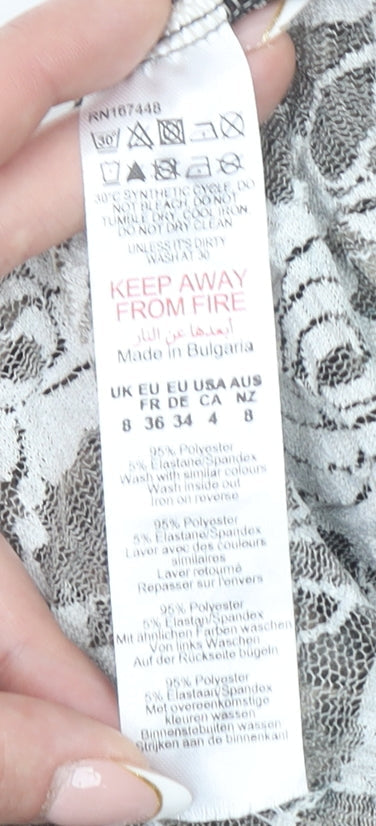 RN167448
30°
30°C SYNTHETIC CYCLE, DO
NOT BLEACH, DO NOT
TUMBLE DRY, COOL IRON,
DO NOT DRY CLEAN
UNLESS IT'S DIRTY
WASH AT 30
KEEP AWAY
FROM FIRE
أبعدها عن النار
Made in Bulgaria
UK EU EU USA AUS
FR DE CA NZ
8 36 34 4 8
95% Polyester
5% Elastane/Spandex
Wash with similar colours
Wash inside out
Iron on reverse
95% Polyester
5% Elastane/Spandex
Laver avec des couleurs
similaires
Laver retourné
Repasser sur l'envers
95% Polyester
5% Elastan/Spandex
Mit ähnlichen Farben waschen
Von links Waschen
Auf der Rückseite bügeln
95% Polyester
5% Elastaan/Spandex
Met overeenkomstige
kleuren wassen
Binnenstebuiten wassen
Strijken aan de binnenkant